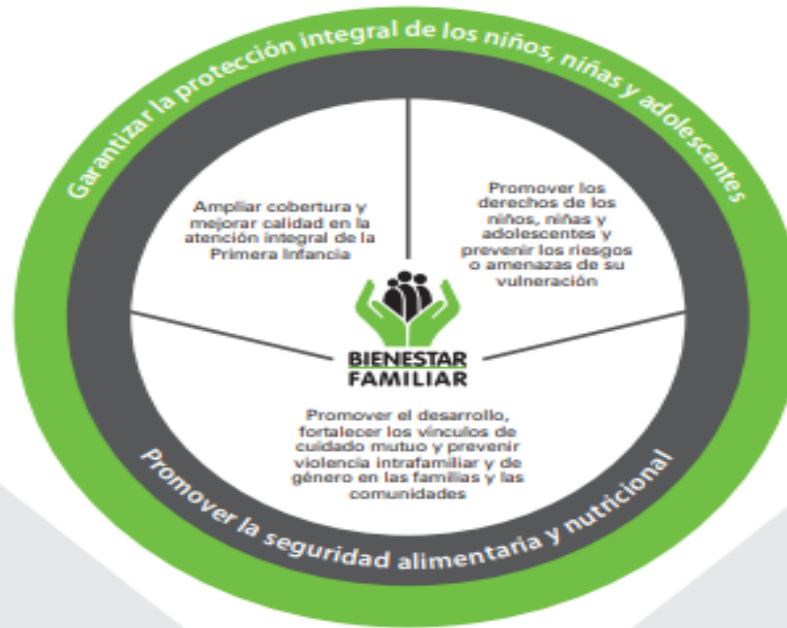 Garantizar la protección integral de los niños, niñas y adolescentes
Ampliar cobertura y
mejorar calidad en la
atención integral de la
Primera Infancia
Promover los
derechos de los
niños, niñas y
adolescentes y
prevenir los riesgos
o amenazas de su
vulneración
BIENESTAR
FAMILIAR
Promover el desarrollo,
fortalecer los vínculos de
cuidado mutuo y prevenir
violencia intrafamiliar y de
género en las familias y las
comunidades
Promover la seguridad alimentaria y nutricional